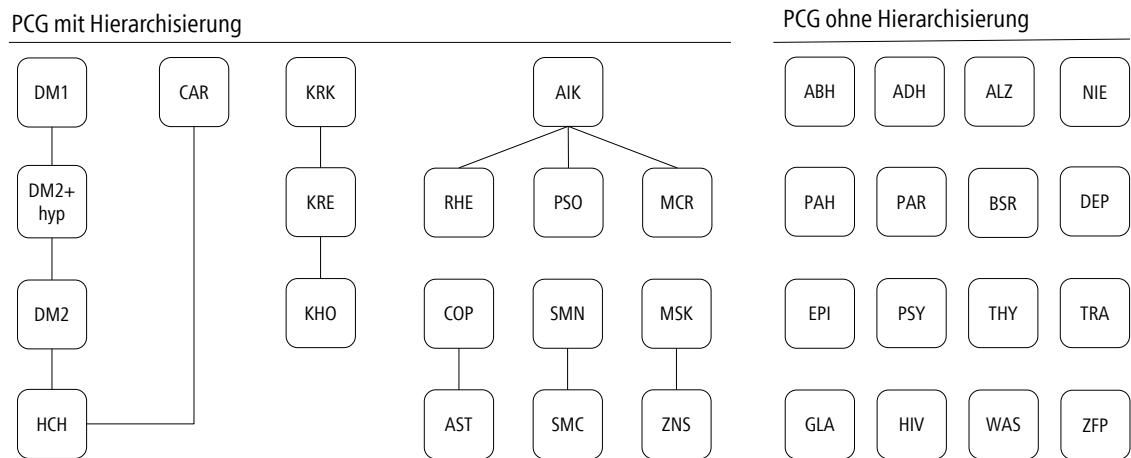 PCG mit Hierarchisierung
PCG ohne Hierarchisierung
DM1
CAR
KRK
AIK
ABH
ADH
ALZ
NIE
DM2+
hyp
KRE
RHE
PSO
MCR
PAH
PAR
BSR
DEP
DM2
KHO
COP
SMN
MSK
EPI
PSY
THY
TRA
HCH
AST
SMC
ZNS
GLA
HIV
WAS
ZFP